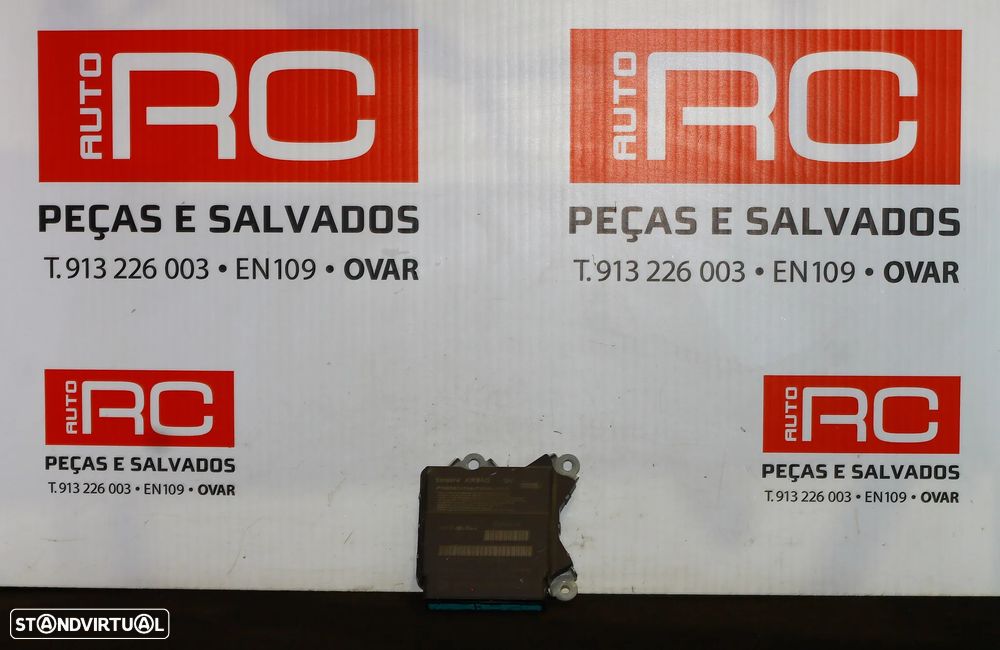 AUTO RC
PEÇAS E SALVADOS
T. 913 226 003 • EN109 • OVAR
AUTO RC
PEÇAS E SALVADOS
T. 913 226 003 • EN109 • OVAR
AUTO RC
PEÇAS E SALVADOS
T. 913 226 003 • EN109 • OVAR
AUTO RC
PEÇAS E SALVADOS
T. 913 226 003 • EN109 • OVAR
AIRBAG
STANDVIRTUAL